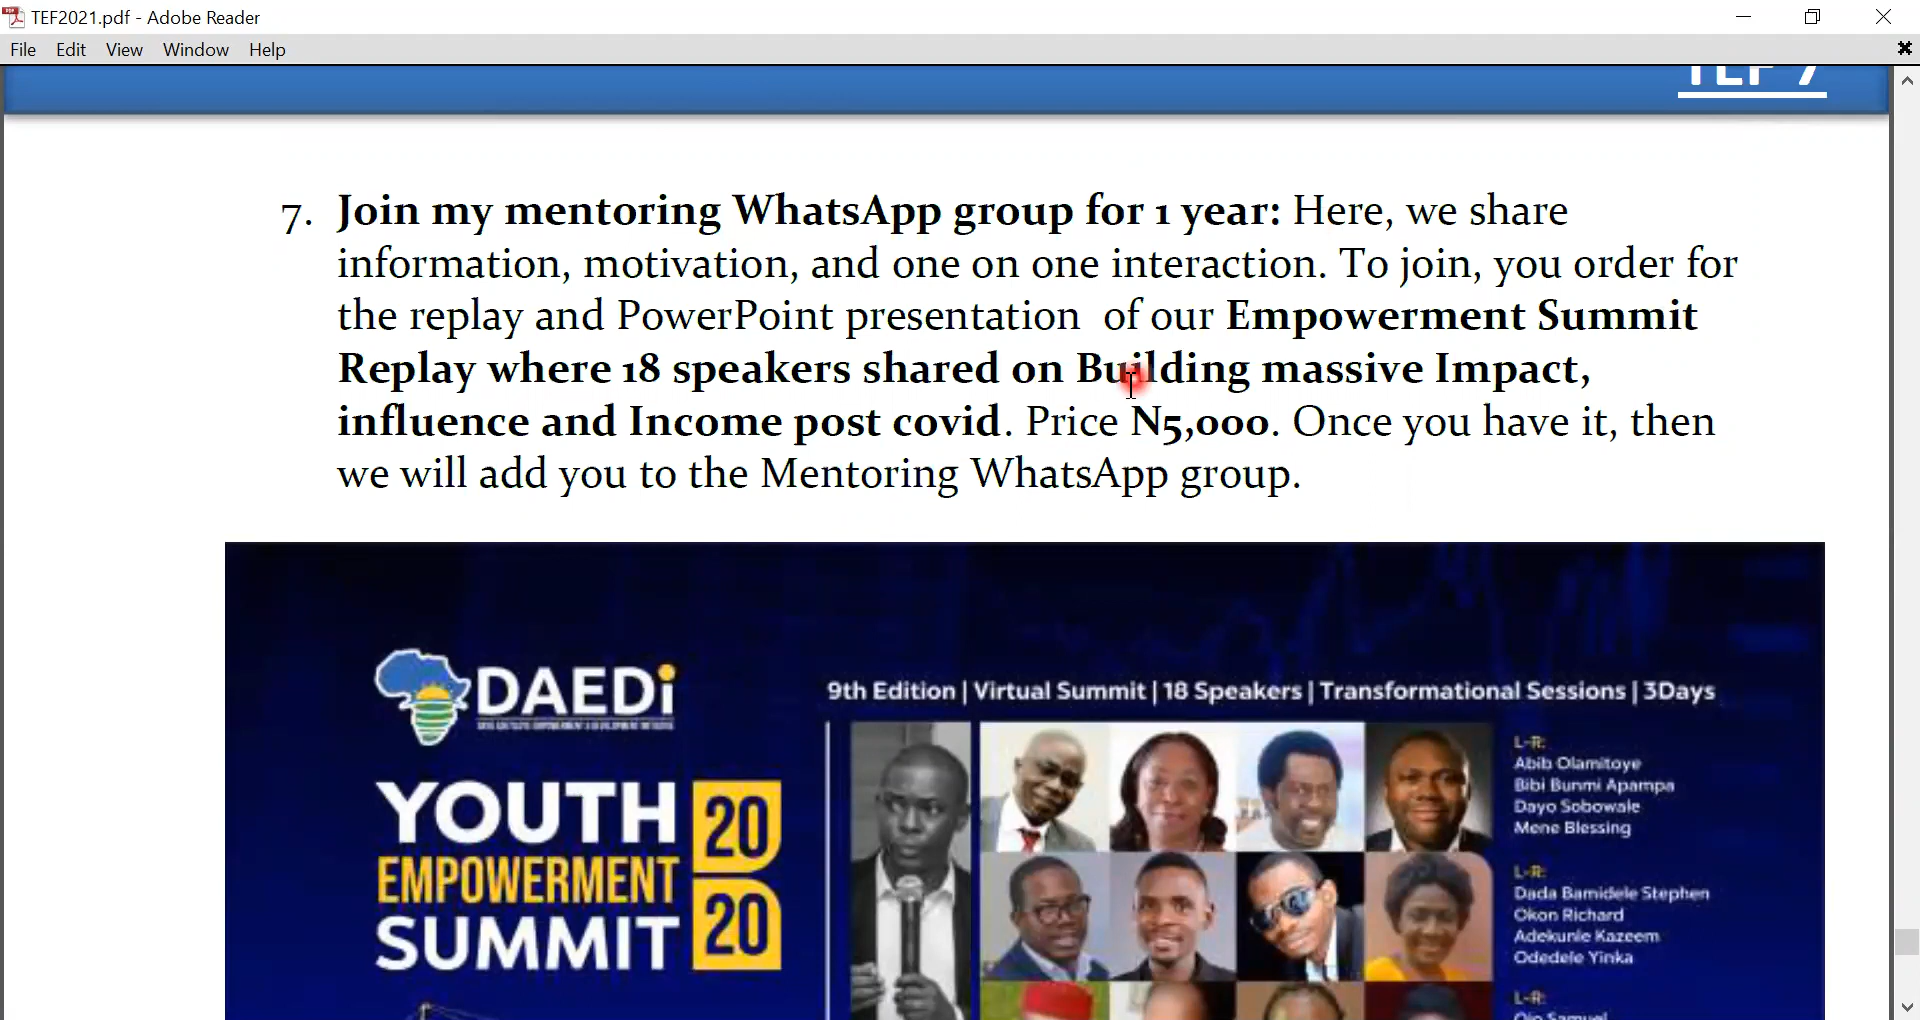 TEF2021.pdf - Adobe Reader
File Edit View Window Help
TEF 7
7. Join my mentoring WhatsApp group for 1 year: Here, we share
information, motivation, and one on one interaction. To join, you order for
the replay and PowerPoint presentation of our Empowerment Summit
Replay where 18 speakers shared on Building massive Impact,
influence and Income post covid. Price N5,000. Once you have it, then
we will add you to the Mentoring WhatsApp group.
DAEDi
9th Edition | Virtual Summit | 18 Speakers | Transformational Sessions | 3Days
YOUTH
EMPOWERMENT
SUMMIT
20
20
L-R:
Abib Olamitoye
Bibi Bunmi Apampa
Dayo Sobowale
Mene Blessing
L-R:
Dada Bamidele Stephen
Okon Richard
Adekunle Kazeem
Odedele Yinka
L-R:
Ojo Samuel